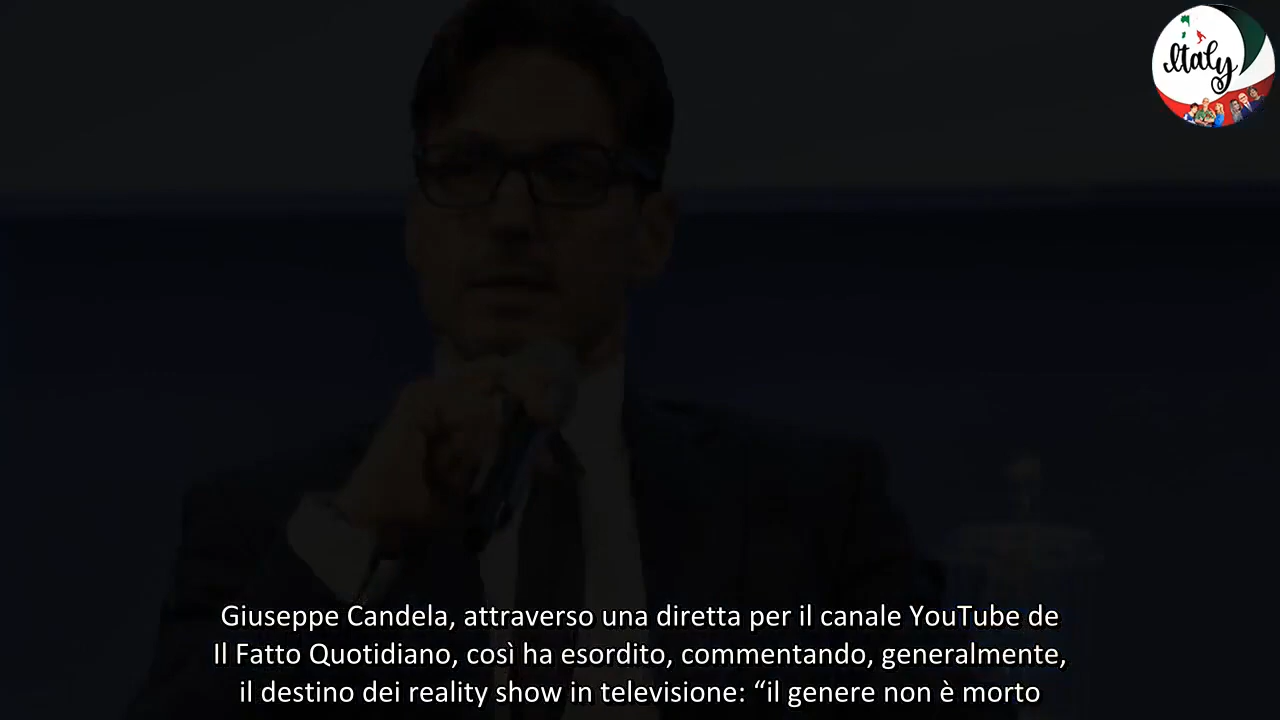 Italy
Giuseppe Candela, attraverso una diretta per il canale YouTube de
Il Fatto Quotidiano, così ha esordito, commentando, generalmente,
il destino dei reality show in televisione: “il genere non è morto